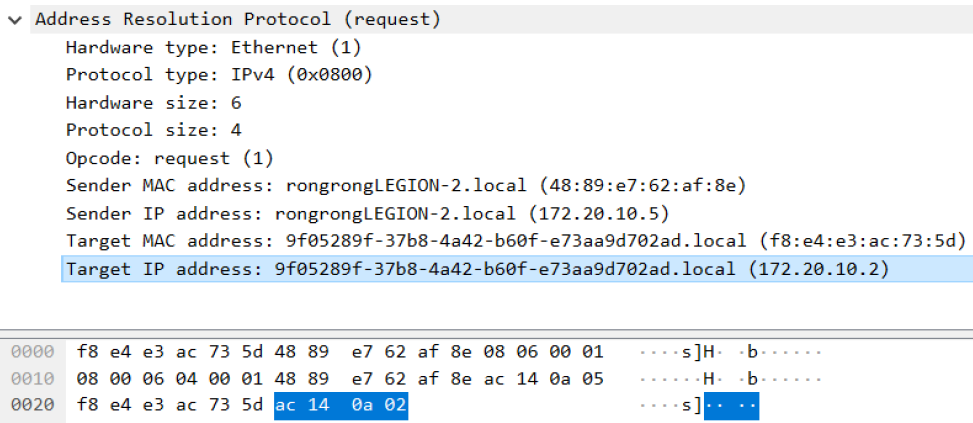 Address Resolution Protocol (request)
Hardware type: Ethernet (1)
Protocol type: IPv4 (0x0800)
Hardware size: 6
Protocol size: 4
Opcode: request (1)
Sender MAC address: rongrongLEGION-2.local (48:89:e7:62:af:8e)
Sender IP address: rongrongLEGION-2.local (172.20.10.5)
Target MAC address: 9f05289f-37b8-4a42-b60f-e73aa9d702ad.local (f8:e4:e3:ac:73:5d)
Target IP address: 9f05289f-37b8-4a42-b60f-e73aa9d702ad.local (172.20.10.2)
0000 f8 e4 e3 ac 73 5d 48 89 e7 62 af 8e 08 06 00 01 ····s]H· ·b······
0010 08 00 06 04 00 01 48 89 e7 62 af 8e ac 14 0a 05 ······H· ·b······
0020 f8 e4 e3 ac 73 5d ac 14 0a 02 ····s]·· ··